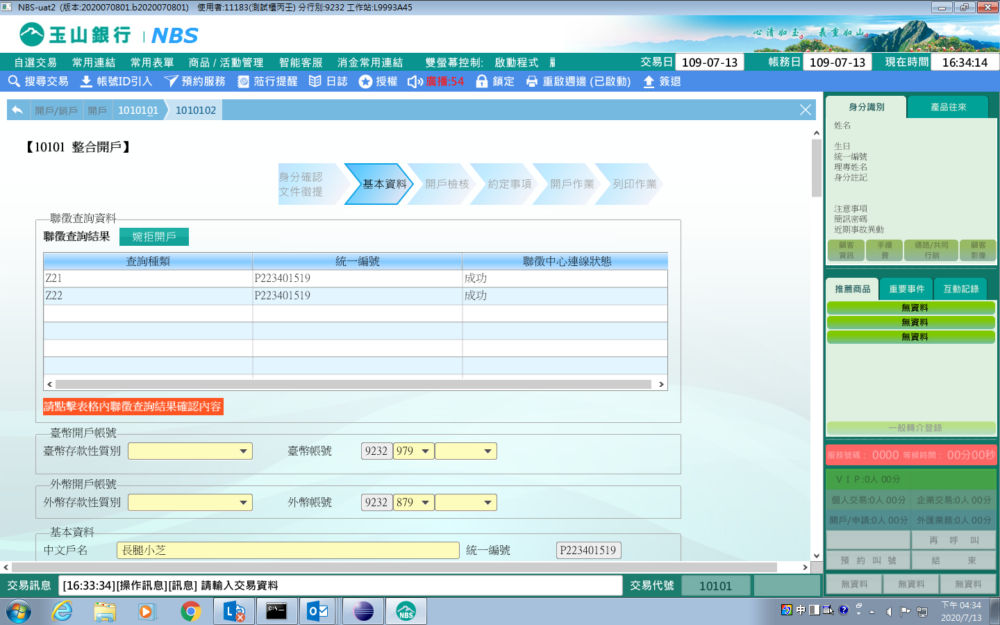 NBS-uat2 (版本:2020070801.b2020070801) 使用者:11183(測試櫃丙壬) 分行別:9232 工作站:L9993A45
玉山銀行 | NBS
心清如玉。義重如山。
自選交易 常用連結 常用表單 商品 / 活動管理 智能客服 消金常用連結 雙螢幕控制: 啟動程式
交易日 109-07-13 帳務日 109-07-13 現在時間 16:34:14
搜尋交易 帳號ID引入 預約服務 蒞行提醒 日誌 授權 廣播:54 鎖定 重啟週邊 (已啟動) 簽退
開戶/銷戶 開戶 1010101 1010102
【10101 整合開戶】
身分確認
文件徵提
基本資料 開戶檢核 約定事項 開戶作業 列印作業
聯徵查詢資料
聯徵查詢結果 婉拒開戶
查詢種類 統一編號 聯徵中心連線狀態
Z21 P223401519 成功
Z22 P223401519 成功
請點擊表格內聯徵查詢結果確認內容
臺幣開戶帳號
臺幣存款性質別 臺幣帳號 9232 979
外幣開戶帳號
外幣存款性質別 外幣帳號 9232 879
基本資料
中文戶名 長腿小芝 統一編號 P223401519
交易訊息 [16:33:34][操作訊息][訊息] 請輸入交易資料 交易代號 10101
身分識別 產品往來
姓名
生日
統一編號
理專姓名
身分註記
注意事項
簡訊密碼
近期事故異動
顧客
資訊
手續
費
通路/共同
行銷
顧客
影像
推薦商品 重要事件 互動記錄
無資料
無資料
無資料
一般轉介登錄
服務號碼: 0000 等候時間: 00分00秒
VIP:0人 00分
個人交易:0人 00分 企業交易:0人 00分
開戶/申請:0人 00分 外匯業務:0人 00分
再 呼 叫
預 約 叫 號 結 束
無資料 無資料 無資料
下午 04:34
2020/7/13